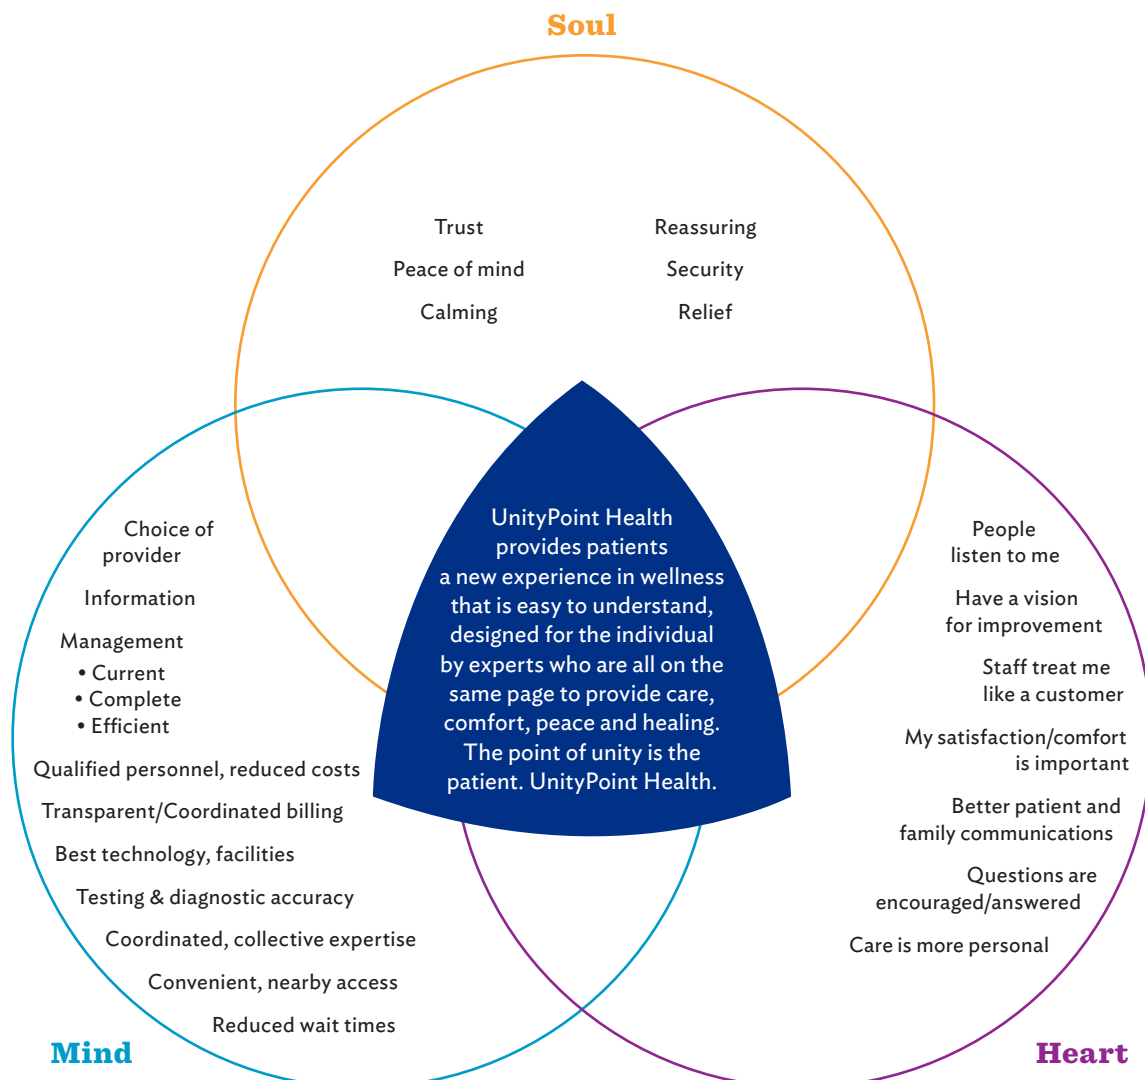 Soul
Trust
Peace of mind
Calming
Reassuring
Security
Relief
Choice of
provider
Information
Management
• Current
• Complete
• Efficient
Qualified personnel, reduced costs
Transparent/Coordinated billing
Best technology, facilities
Testing & diagnostic accuracy
Coordinated, collective expertise
Convenient, nearby access
Reduced wait times
Mind
UnityPoint Health
provides patients
a new experience in wellness
that is easy to understand,
designed for the individual
by experts who are all on the
same page to provide care,
comfort, peace and healing.
The point of unity is the
patient. UnityPoint Health.
People
listen to me
Have a vision
for improvement
Staff treat me
like a customer
My satisfaction/comfort
is important
Better patient and
family communications
Questions are
encouraged/answered
Care is more personal
Heart